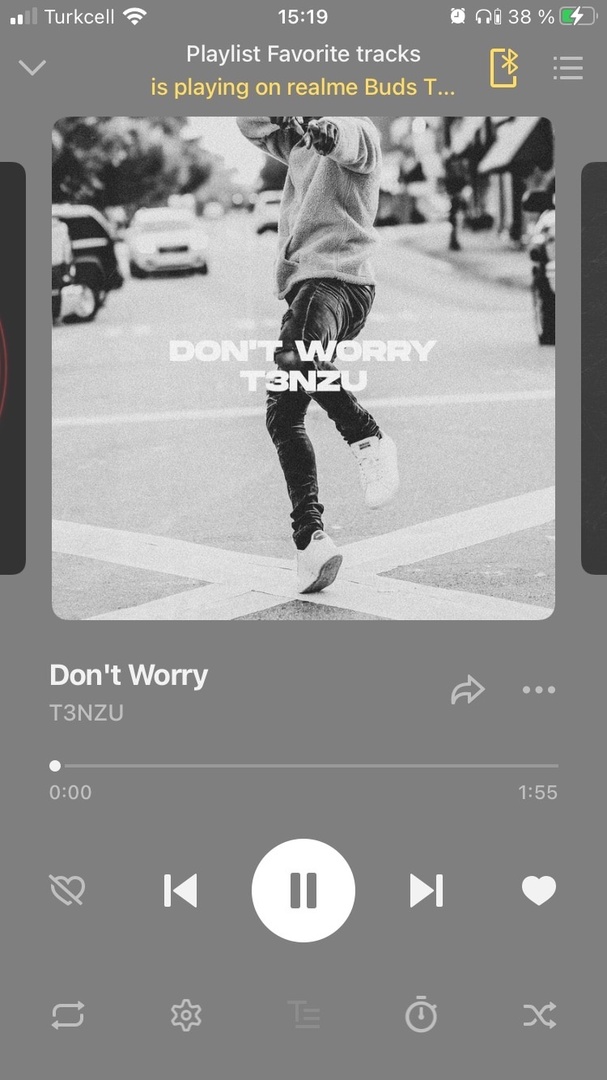 Turkcell 15:19 38 %
Playlist Favorite tracks
is playing on realme Buds T...
DON'T WORRY
T3NZU
Don't Worry
T3NZU
0:00 1:55